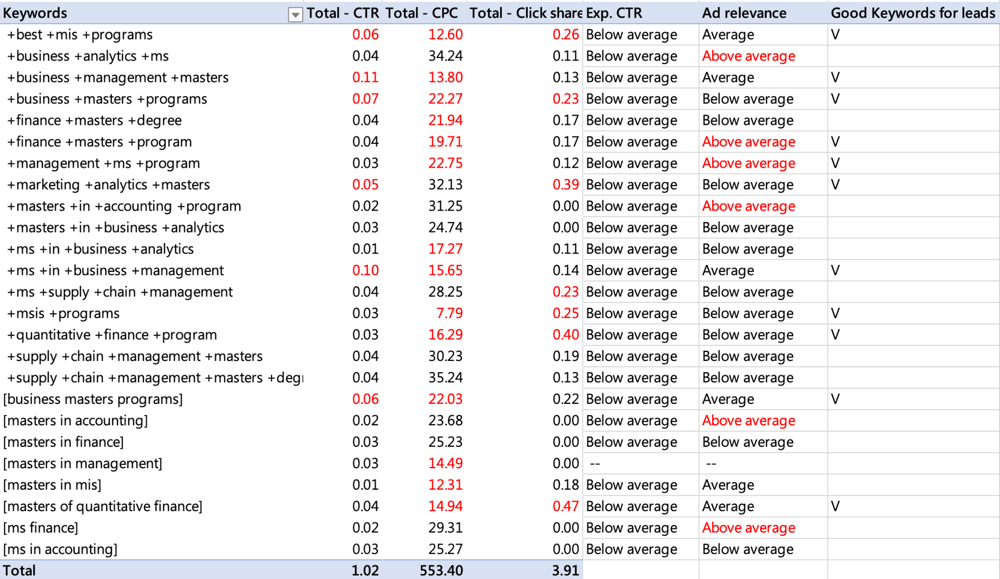 Keywords Total - CTR Total - CPC Total - Click share Exp. CTR Ad relevance Good Keywords for leads
+best +mis +programs 0.06 12.60 0.26 Below average Average V
+business +analytics +ms 0.04 34.24 0.11 Below average Above average
+business +management +masters 0.11 13.80 0.13 Below average Average V
+business +masters +programs 0.07 22.27 0.23 Below average Below average V
+finance +masters +degree 0.04 21.94 0.17 Below average Below average
+finance +masters +program 0.04 19.71 0.17 Below average Above average V
+management +ms +program 0.03 22.75 0.12 Below average Above average V
+marketing +analytics +masters 0.05 32.13 0.39 Below average Below average V
+masters +in +accounting +program 0.02 31.25 0.00 Below average Above average
+masters +in +business +analytics 0.03 24.74 0.00 Below average Below average
+ms +in +business +analytics 0.01 17.27 0.11 Below average Below average
+ms +in +business +management 0.10 15.65 0.14 Below average Average V
+ms +supply +chain +management 0.04 28.25 0.23 Below average Below average
+msis +programs 0.03 7.79 0.25 Below average Below average V
+quantitative +finance +program 0.03 16.29 0.40 Below average Below average V
+supply +chain +management +masters 0.04 30.23 0.19 Below average Below average
+supply +chain +management +masters +deg 0.04 35.24 0.13 Below average Below average
[business masters programs] 0.06 22.03 0.22 Below average Average V
[masters in accounting] 0.02 23.68 0.00 Below average Above average
[masters in finance] 0.03 25.23 0.00 Below average Below average
[masters in management] 0.03 14.49 0.00 -- --
[masters in mis] 0.01 12.31 0.18 Below average Average
[masters of quantitative finance] 0.04 14.94 0.47 Below average Average V
[ms finance] 0.02 29.31 0.00 Below average Above average
[ms in accounting] 0.03 25.27 0.00 Below average Below average
Total 1.02 553.40 3.91